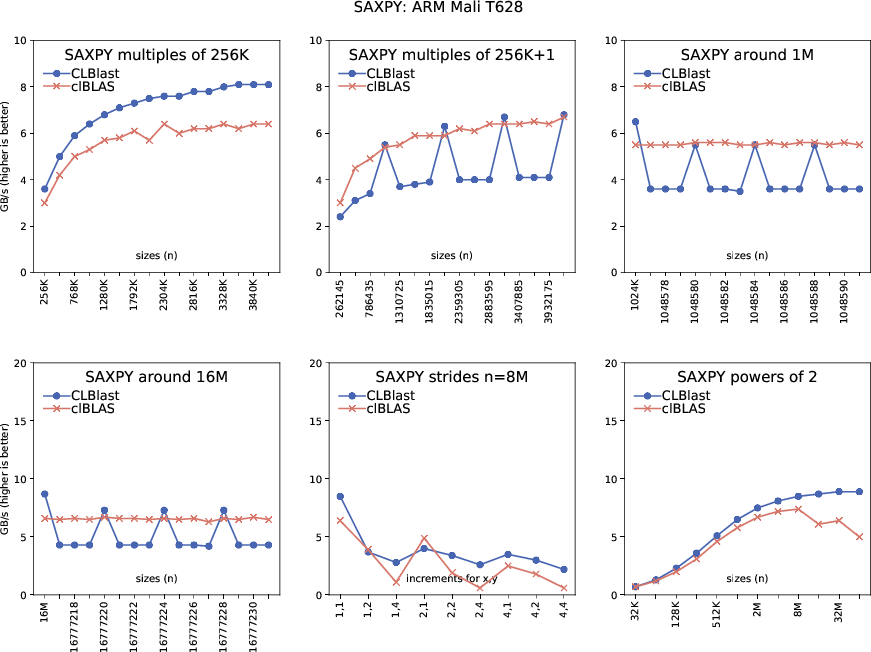 SAXPY: ARM Mali T628
SAXPY multiples of 256K
CLBlast
clBLAS
GB/s (higher is better)
10
8
6
4
2
0
sizes (n)
256K 768K 1280K 1792K 2304K 2816K 3328K 3840K
SAXPY multiples of 256K+1
CLBlast
clBLAS
10
8
6
4
2
0
sizes (n)
262145 786435 1310725 1835015 2359305 2883595 3407885 3932175
SAXPY around 1M
CLBlast
clBLAS
10
8
6
4
2
0
sizes (n)
1024K 1048578 1048580 1048582 1048584 1048586 1048588 1048590
SAXPY around 16M
CLBlast
clBLAS
GB/s (higher is better)
20
15
10
5
0
sizes (n)
16M 16777218 16777220 16777222 16777224 16777226 16777228 16777230
SAXPY strides n=8M
CLBlast
clBLAS
20
15
10
5
0
increments for x,y
1,1 1,2 1,4 2,1 2,2 2,4 4,1 4,2 4,4
SAXPY powers of 2
CLBlast
clBLAS
20
15
10
5
0
sizes (n)
32K 128K 512K 2M 8M 32M